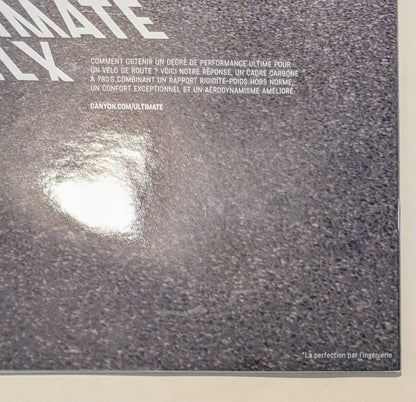 IMATE
LX
COMMENT OBTENIR UN DEGRÉ DE PERFORMANCE ULTIME POUR
UN VÉLO DE ROUTE ? VOICI NOTRE RÉPONSE, UN CADRE CARBONE
À 780 G COMBINANT UN RAPPORT RIGIDITÉ-POIDS HORS NORME,
UN CONFORT EXCEPTIONNEL ET UN AÉRODYNAMISME AMÉLIORÉ.
CANYON.COM/ULTIMATE
*La perfection par l'ingénierie